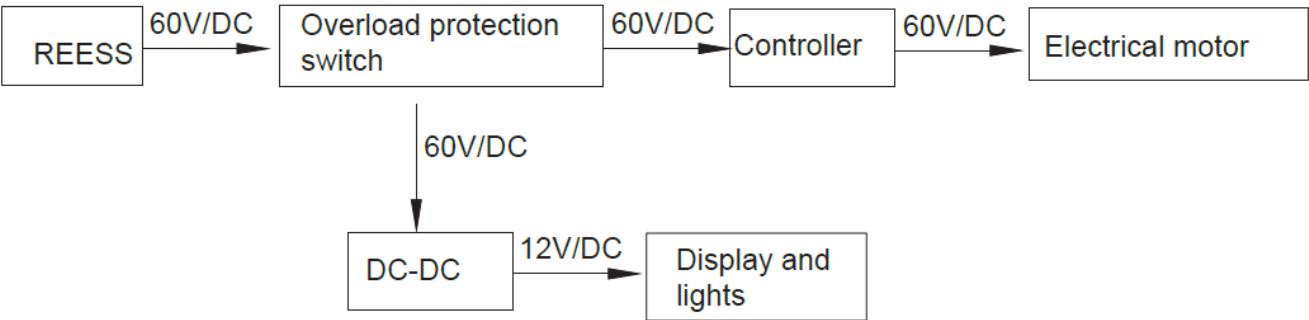 60V/DC
Overload protection
switch
60V/DC
60V/DC
REESS
Controller
Electrical motor
60V/DC
12V/DC
DC-DC
Display and
lights